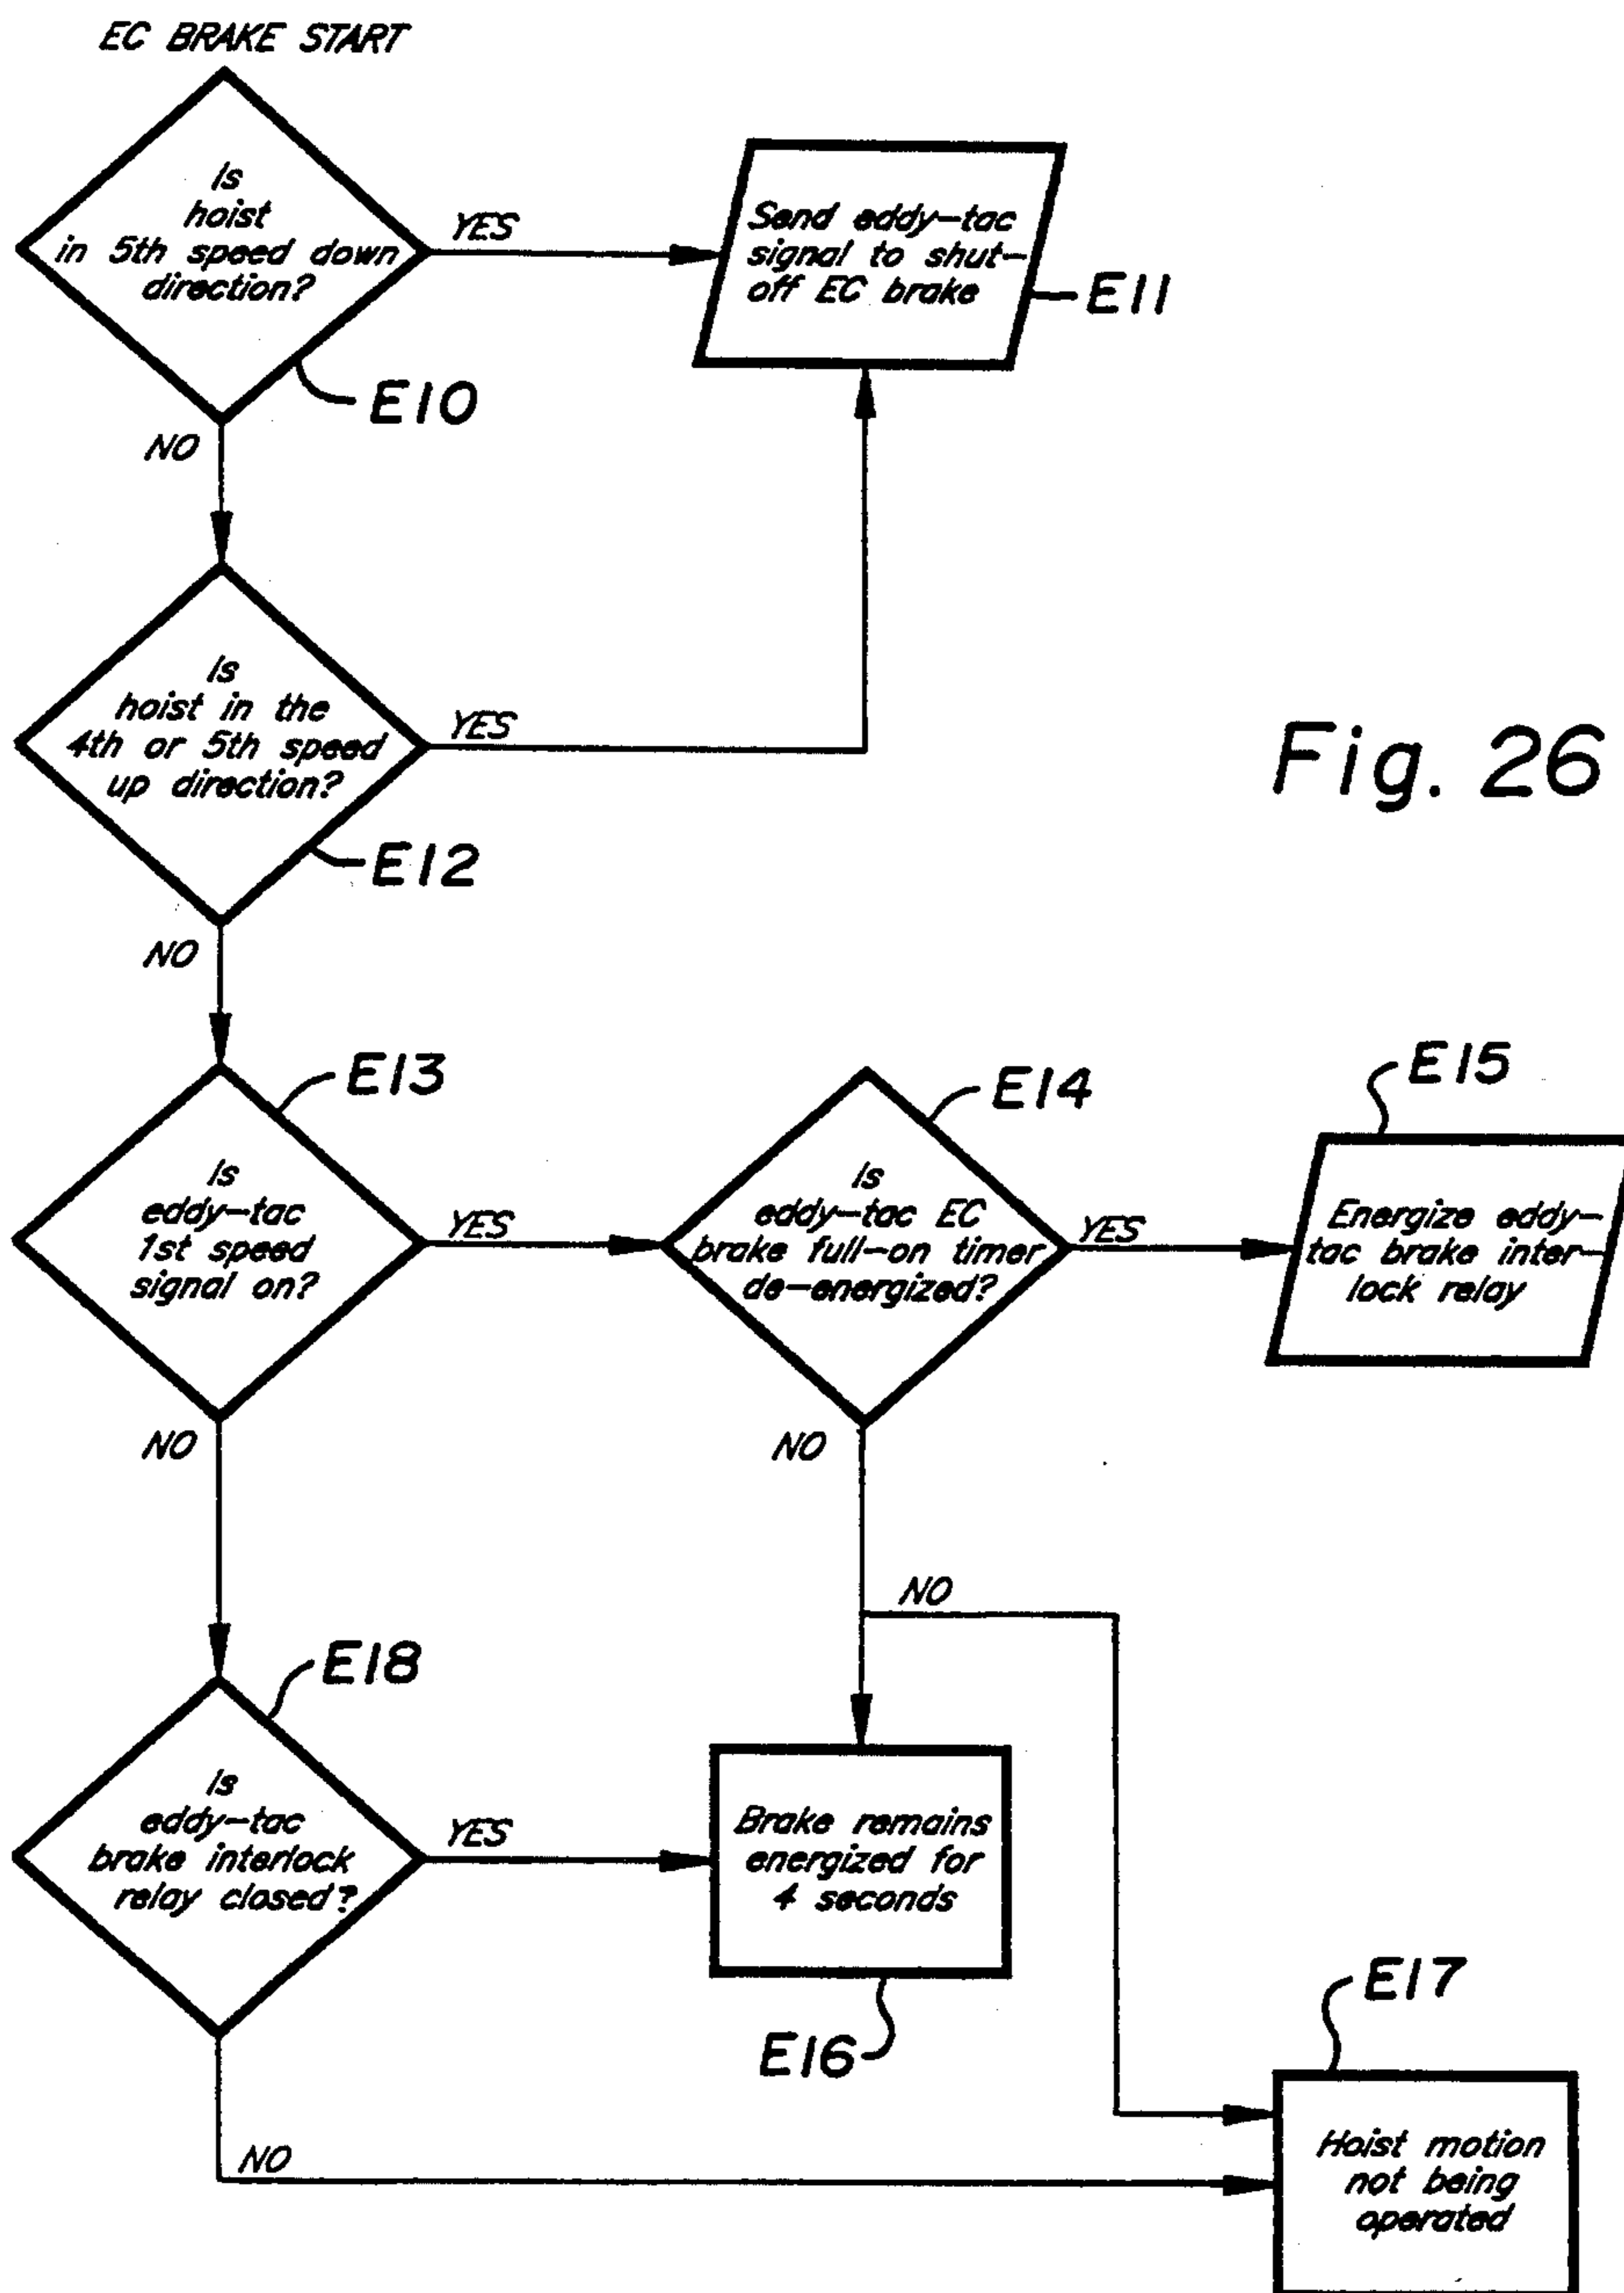 EC BRAKE START
Is
hoist
in 5th speed down
direction?
YES
Send eddy-tac
signal to shut-
off EC brake
E11
E10
NO
Is
hoist in the
4th or 5th speed
up direction?
YES
Fig. 26
E12
NO
E13
E14
E15
Is
eddy-tac
1st speed
signal on?
YES
Is
eddy-tac EC
brake full-on timer
de-energized?
YES
Energize eddy-
tac brake inter-
lock relay
NO
NO
NO
E18
Is
eddy-tac
brake interlock
relay closed?
YES
Brake remains
energized for
4 seconds
E16
E17
NO
Hoist motion
not being
operated